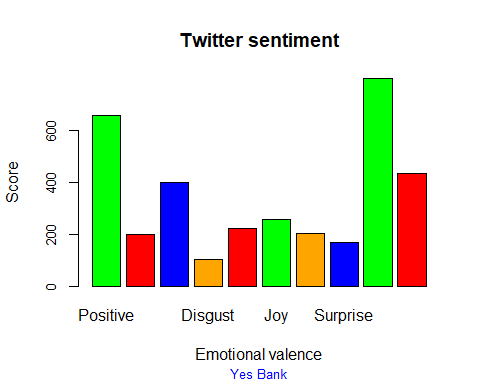 Twitter sentiment
Score
600
400
200
0
Positive Disgust Joy Surprise
Emotional valence
Yes Bank